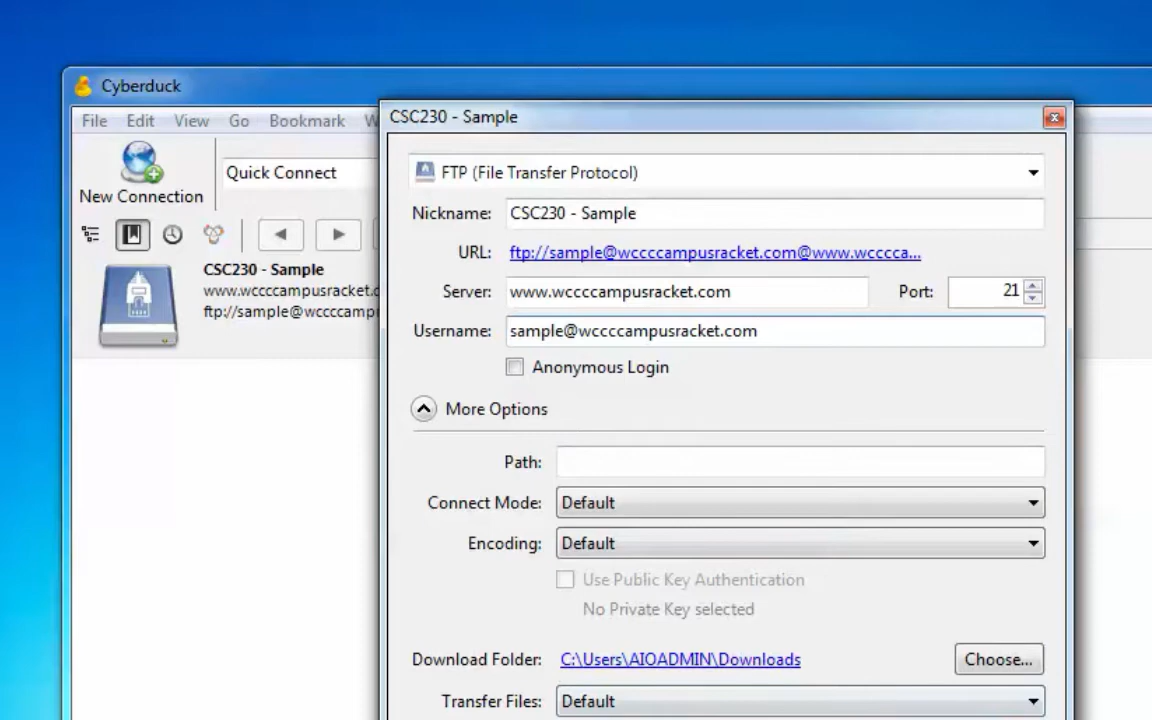 Cyberduck
File Edit View Go Bookmark W
New Connection
Quick Connect
CSC230 - Sample
www.wccccampusracket.c
ftp://sample@wccccampu
CSC230 - Sample
FTP (File Transfer Protocol)
Nickname: CSC230 - Sample
URL: ftp://sample@wccccampusracket.com@www.wcccca...
Server: www.wccccampusracket.com Port: 21
Username: sample@wccccampusracket.com
Anonymous Login
More Options
Path:
Connect Mode: Default
Encoding: Default
Use Public Key Authentication
No Private Key selected
Download Folder: C:\Users\AIOADMIN\Downloads Choose...
Transfer Files: Default